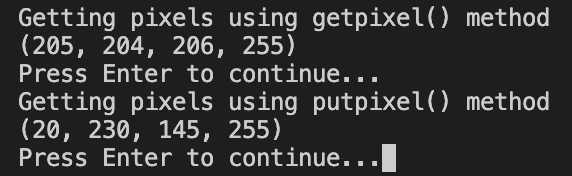 Getting pixels using getpixel() method
(205, 204, 206, 255)
Press Enter to continue...
Getting pixels using putpixel() method
(20, 230, 145, 255)
Press Enter to continue...